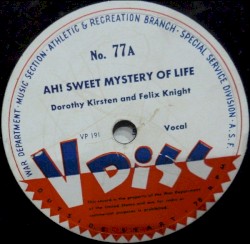 WAR DEPARTMENT · MUSIC SECTION · ATHLETIC & RECREATION BRANCH · SPECIAL SERVICE DIVISION · A.S.F.
No. 77A
AH! SWEET MYSTERY OF LIFE
Dorothy Kirsten and Felix Knight
VP 191
Vocal
V DISC